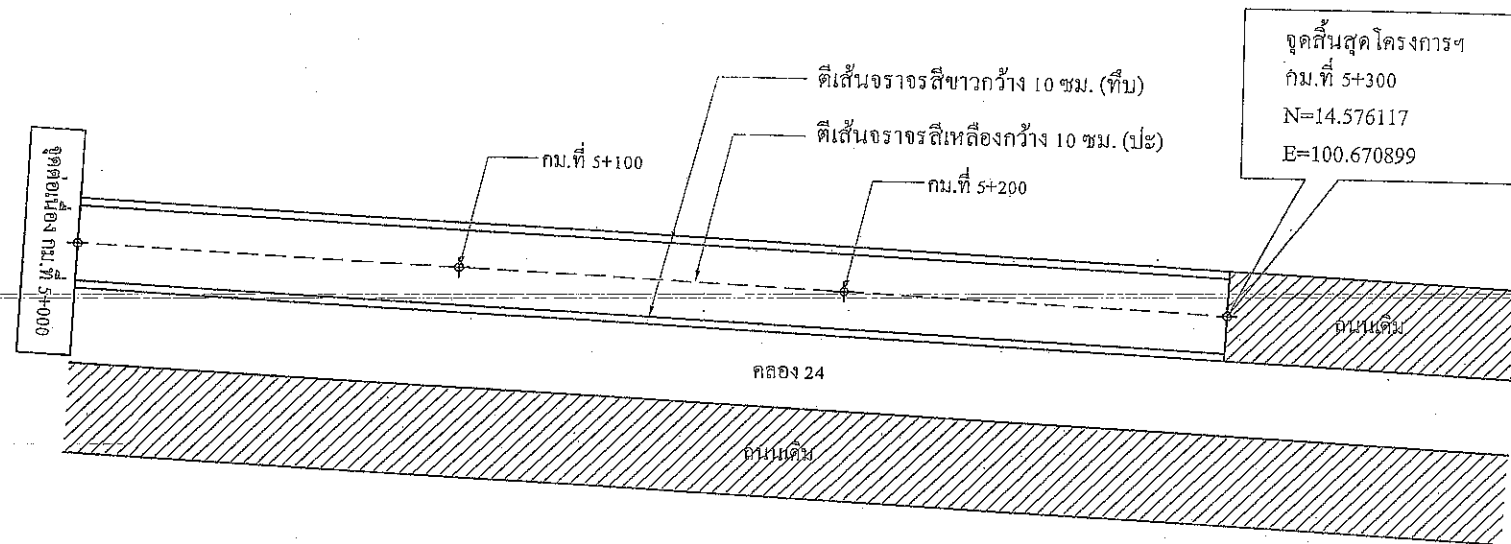 จุดสิ้นสุดโครงการฯ
กม.ที่ 5+300
N=14.576117
E=100.670899
ตีเส้นจราจรสีขาวกว้าง 10 ซม. (ทึบ)
ตีเส้นจราจรสีเหลืองกว้าง 10 ซม. (ปะ)
กม.ที่ 5+100
กม.ที่ 5+200
จุดต่อเนื่อง กม.ที่ 5+000
ถนนเดิม
คลอง 24
ถนนเดิม